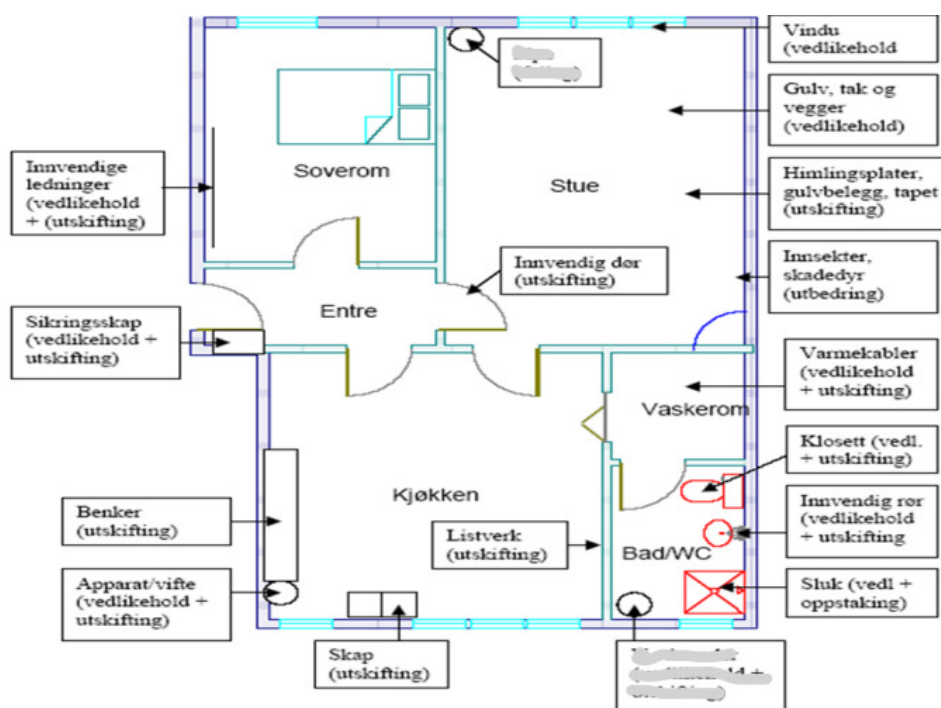 Vindu
(vedlikehold
Gulv, tak og
vegger
(vedlikehold)
Soverom
Innvendige
ledninger
(vedlikehold
+ (utskifting)
Stue
Himlingsplater,
gulvbelegg, tapet
(utskifting)
Innvendig dør
(utskifting)
Innsekter,
skadedyr
(utbedring)
Entre
Sikringsskap
(vedlikehold +
utskifting)
Varmekabler
(vedlikehold
+ utskifting)
Vaskerom
Klosett (vedl.
+ utskifting)
Kjøkken
Benker
(utskifting)
Listverk
(utskifting)
Bad/WC
Innvendig rør
(vedlikehold
+ utskifting
Apparat/vifte
(vedlikehold +
utskifting)
Sluk (vedl +
oppstaking)
Skap
(utskifting)